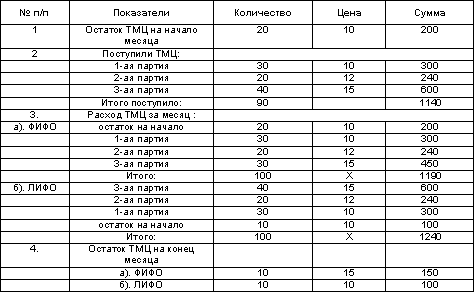 № п/п Показатели Количество Цена Сумма
1 Остаток ТМЦ на начало месяца 20 10 200
2 Поступили ТМЦ:
1-ая партия 30 10 300
2-ая партия 20 12 240
3-ая партия 40 15 600
Итого поступило: 90 1140
3. Расход ТМЦ за месяц :
а). ФИФО остаток на начало 20 10 200
1-ая партия 30 10 300
2-ая партия 20 12 240
3-ая партия 30 15 450
Итого: 100 Х 1190
б). ЛИФО 3-ая партия 40 15 600
2-ая партия 20 12 240
1-ая партия 30 10 300
остаток на начало 10 10 100
Итого: 100 Х 1240
4. Остаток ТМЦ на конец месяца
а). ФИФО 10 15 150
б). ЛИФО 10 10 100